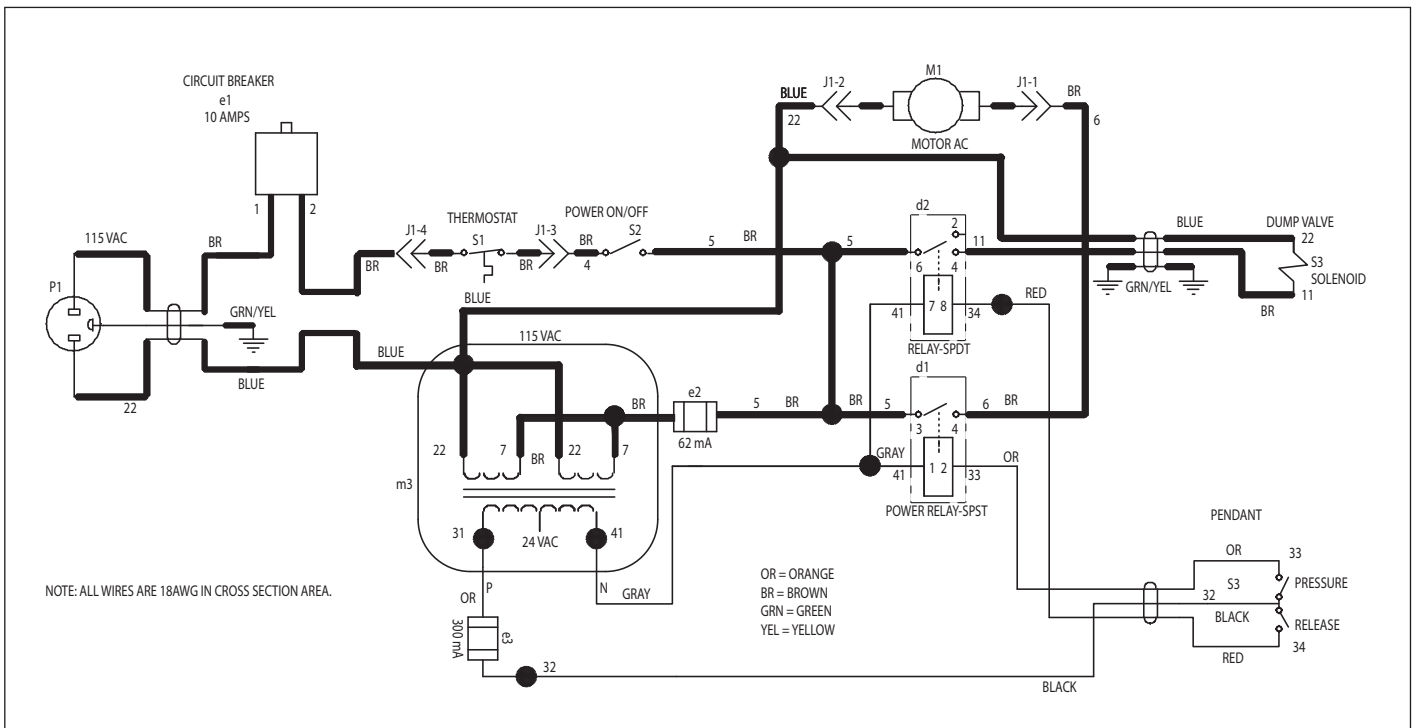 CIRCUIT BREAKER
e1
10 AMPS
1
2
115 VAC
BR
P1
GRN/YEL
22
BLUE
BR
J1-4
BR
THERMOSTAT
S1
BR
J1-3
BR
4
POWER ON/OFF
S2
5
BR
5
BLUE
22
J1-2
M1
MOTOR AC
J1-1
BR
6
d2
2
11
6
4
41
7 8
34
RED
RELAY-SPDT
BLUE
DUMP VALVE
22
S3
SOLENOID
11
GRN/YEL
BR
BLUE
BLUE
115 VAC
BR
e2
62 mA
5
BR
BR
5
d1
6
BR
3
4
GRAY
41
1 2
33
OR
POWER RELAY-SPST
22
7
BR
22
7
m3
31
24 VAC
41
P
N
OR
GRAY
300 mA
e3
32
BLACK
NOTE: ALL WIRES ARE 18AWG IN CROSS SECTION AREA.
OR = ORANGE
BR = BROWN
GRN = GREEN
YEL = YELLOW
PENDANT
OR
33
S3
PRESSURE
32
BLACK
RELEASE
34
RED